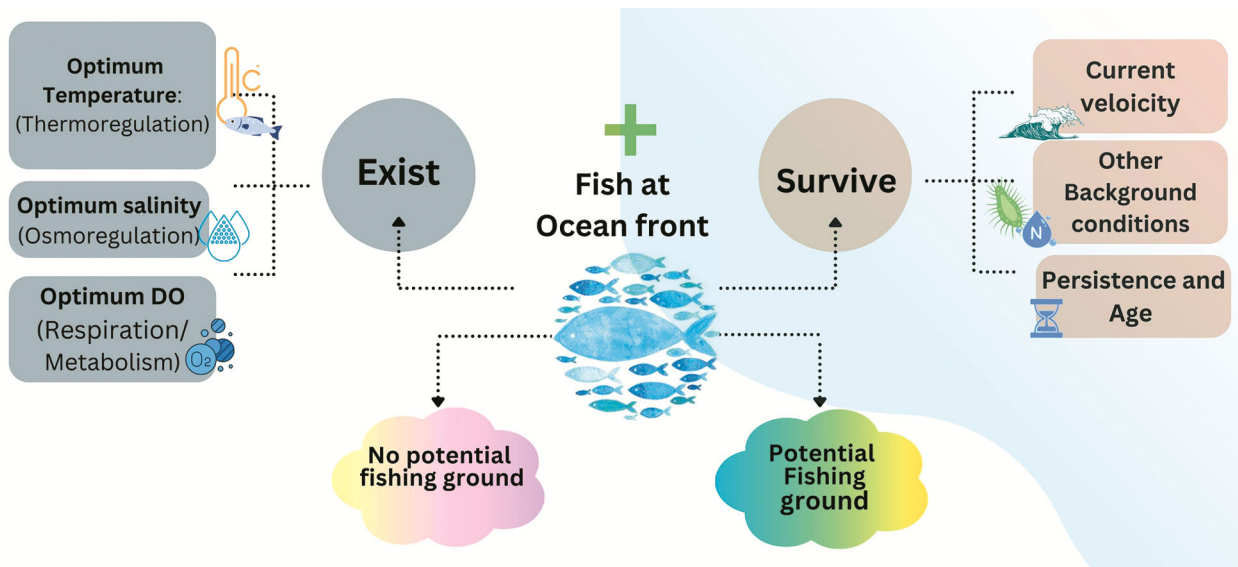 Optimum
Temperature:
(Thermoregulation)
C
Optimum salinity
(Osmoregulation)
Optimum DO
(Respiration/
Metabolism)
O₂
Exist
Fish at
Ocean front
Survive
Current
veloicity
Other
Background
conditions
N
Persistence and
Age
No potential
fishing ground
Potential
Fishing
ground